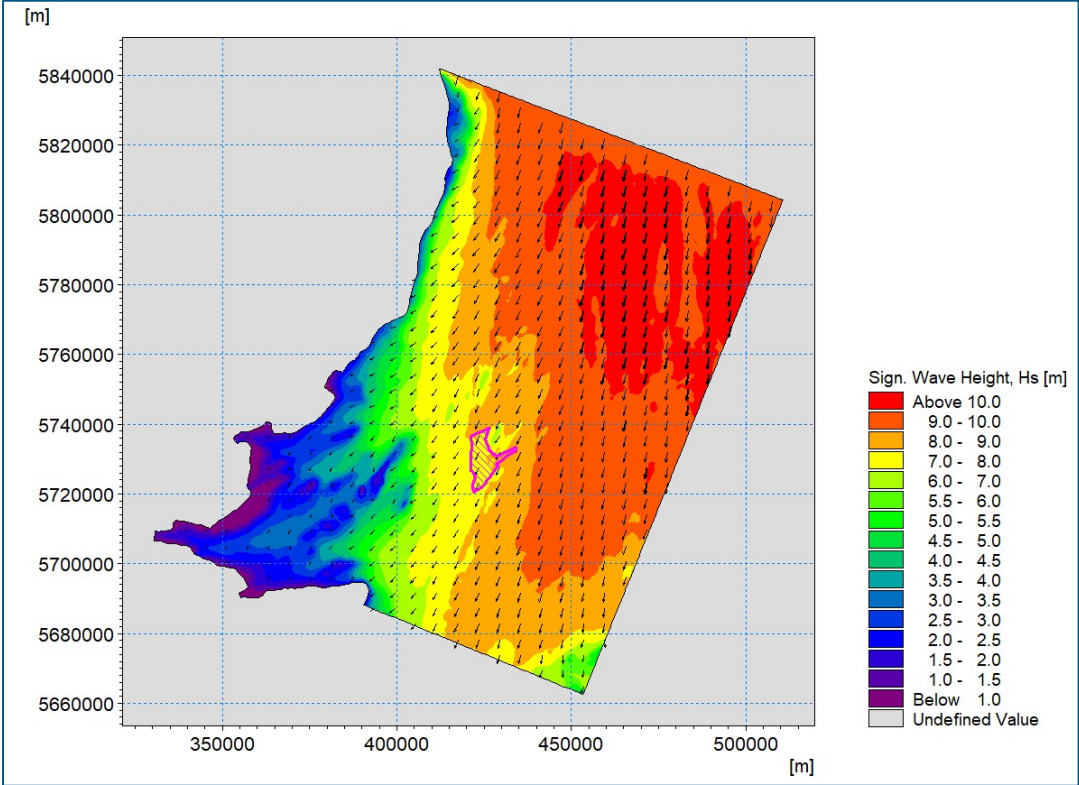 [m]
5840000
5820000
5800000
5780000
5760000
5740000
5720000
5700000
5680000
5660000
350000 400000 450000 500000
[m]
Sign. Wave Height, Hs [m]
Above 10.0
9.0 - 10.0
8.0 - 9.0
7.0 - 8.0
6.0 - 7.0
5.5 - 6.0
5.0 - 5.5
4.5 - 5.0
4.0 - 4.5
3.5 - 4.0
3.0 - 3.5
2.5 - 3.0
2.0 - 2.5
1.5 - 2.0
1.0 - 1.5
Below 1.0
Undefined Value